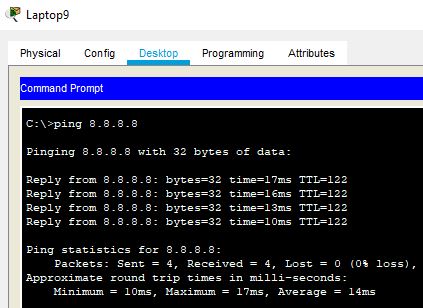 Laptop9
Physical Config Desktop Programming Attributes
Command Prompt
C:\>ping 8.8.8.8
Pinging 8.8.8.8 with 32 bytes of data:
Reply from 8.8.8.8: bytes=32 time=17ms TTL=122
Reply from 8.8.8.8: bytes=32 time=16ms TTL=122
Reply from 8.8.8.8: bytes=32 time=13ms TTL=122
Reply from 8.8.8.8: bytes=32 time=10ms TTL=122
Ping statistics for 8.8.8.8:
Packets: Sent = 4, Received = 4, Lost = 0 (0% loss),
Approximate round trip times in milli-seconds:
Minimum = 10ms, Maximum = 17ms, Average = 14ms